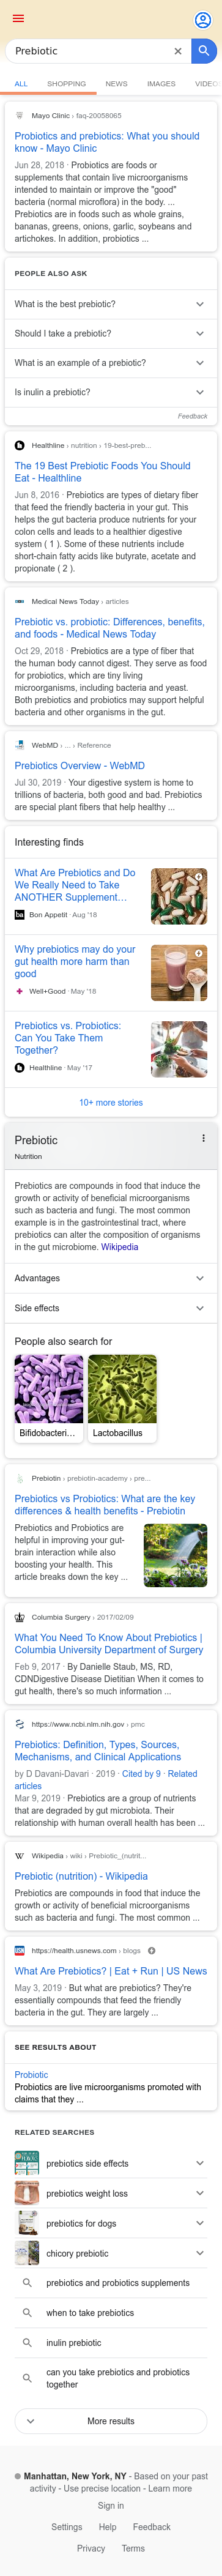 Prebiotic
ALL SHOPPING NEWS IMAGES VIDEO
Mayo Clinic › faq-20058065
Probiotics and prebiotics: What you should
know - Mayo Clinic
Jun 28, 2018 · Probiotics are foods or
supplements that contain live microorganisms
intended to maintain or improve the "good"
bacteria (normal microflora) in the body. ...
Prebiotics are in foods such as whole grains,
bananas, greens, onions, garlic, soybeans and
artichokes. In addition, probiotics ...
PEOPLE ALSO ASK
What is the best prebiotic?
Should I take a prebiotic?
What is an example of a prebiotic?
Is inulin a prebiotic?
Feedback
Healthline › nutrition › 19-best-preb...
The 19 Best Prebiotic Foods You Should
Eat - Healthline
Jun 8, 2016 · Prebiotics are types of dietary fiber
that feed the friendly bacteria in your gut. This
helps the gut bacteria produce nutrients for your
colon cells and leads to a healthier digestive
system ( 1 ). Some of these nutrients include
short-chain fatty acids like butyrate, acetate and
propionate ( 2 ).
Medical News Today › articles
Prebiotic vs. probiotic: Differences, benefits,
and foods - Medical News Today
Oct 29, 2018 · Prebiotics are a type of fiber that
the human body cannot digest. They serve as food
for probiotics, which are tiny living
microorganisms, including bacteria and yeast.
Both prebiotics and probiotics may support helpful
bacteria and other organisms in the gut.
WebMD › ... › Reference
Prebiotics Overview - WebMD
Jul 30, 2019 · Your digestive system is home to
trillions of bacteria, both good and bad. Prebiotics
are special plant fibers that help healthy ...
Interesting finds
What Are Prebiotics and Do
We Really Need to Take
ANOTHER Supplement...
ba Bon Appetit · Aug '18
Why prebiotics may do your
gut health more harm than
good
Well+Good · May '18
Prebiotics vs. Probiotics:
Can You Take Them
Together?
Healthline · May '17
10+ more stories
Prebiotic
Nutrition
Prebiotics are compounds in food that induce the
growth or activity of beneficial microorganisms
such as bacteria and fungi. The most common
example is in the gastrointestinal tract, where
prebiotics can alter the composition of organisms
in the gut microbiome. Wikipedia
Advantages
Side effects
People also search for
Bifidobacteri...
Lactobacillus
Prebiotin › prebiotin-academy › pre...
Prebiotics vs Probiotics: What are the key
differences & health benefits - Prebiotin
Prebiotics and Probiotics are
helpful in improving your gut-
brain interaction while also
boosting your health. This
article breaks down the key ...
Columbia Surgery › 2017/02/09
What You Need To Know About Prebiotics |
Columbia University Department of Surgery
Feb 9, 2017 · By Danielle Staub, MS, RD,
CDNDigestive Disease Dietitian When it comes to
gut health, there's so much information ...
https://www.ncbi.nlm.nih.gov › pmc
Prebiotics: Definition, Types, Sources,
Mechanisms, and Clinical Applications
by D Davani-Davari · 2019 · Cited by 9 · Related
articles
Mar 9, 2019 · Prebiotics are a group of nutrients
that are degraded by gut microbiota. Their
relationship with human overall health has been ...
W Wikipedia › wiki › Prebiotic_(nutrit...
Prebiotic (nutrition) - Wikipedia
Prebiotics are compounds in food that induce the
growth or activity of beneficial microorganisms
such as bacteria and fungi. The most common ...
https://health.usnews.com › blogs
What Are Prebiotics? | Eat + Run | US News
May 3, 2019 · But what are prebiotics? They're
essentially compounds that feed the friendly
bacteria in the gut. They are largely ...
SEE RESULTS ABOUT
Probiotic
Probiotics are live microorganisms promoted with
claims that they ...
RELATED SEARCHES
prebiotics side effects
prebiotics weight loss
prebiotics for dogs
chicory prebiotic
prebiotics and probiotics supplements
when to take prebiotics
inulin prebiotic
can you take prebiotics and probiotics
together
More results
Manhattan, New York, NY - Based on your past
activity - Use precise location - Learn more
Sign in
Settings Help Feedback
Privacy Terms